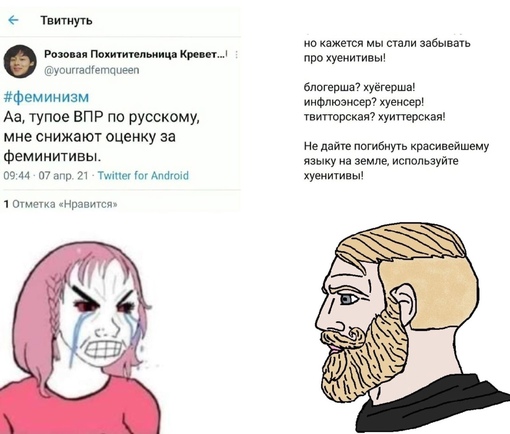 Твитнуть
Розовая Похитительница Кревет...
@yourradfemqueen
#феминизм
Аа, тупое ВПР по русскому,
мне снижают оценку за
феминитивы.
09:44 · 07 апр. 21 · Twitter for Android
1 Отметка «Нравится»
но кажется мы стали забывать
про хуенитивы!
блогерша? хуёгерша!
инфлюэнсер? хуенсер!
твитторская? хуиттерская!
Не дайте погибнуть красивейшему
языку на земле, используйте
хуенитивы!